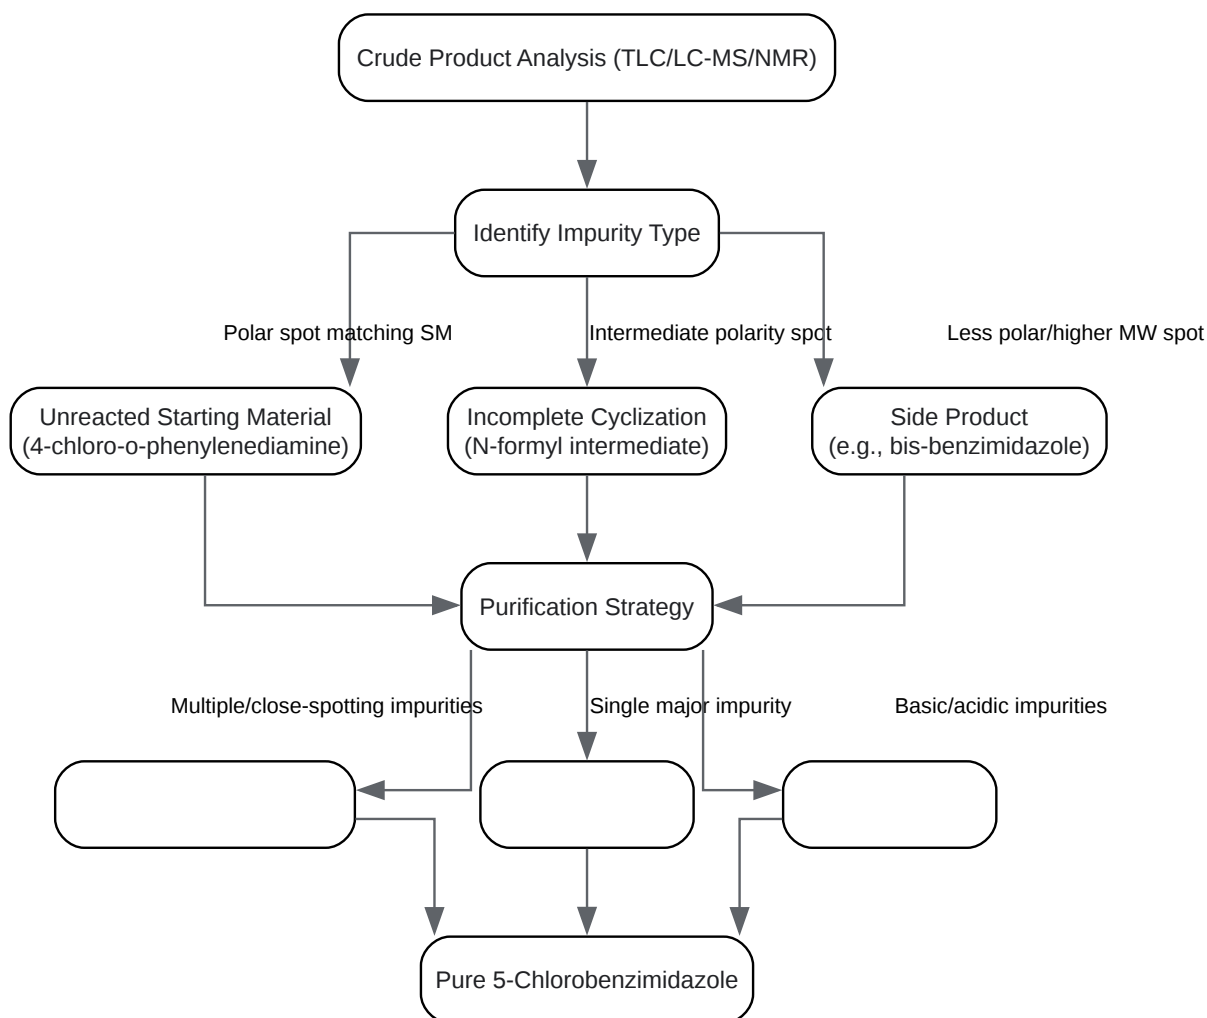 Crude Product Analysis (TLC/LC-MS/NMR)
Identify Impurity Type
Polar spot matching SM
Intermediate polarity spot
Less polar/higher MW spot
Unreacted Starting Material
(4-chloro-o-phenylenediamine)
Incomplete Cyclization
(N-formyl intermediate)
Side Product
(e.g., bis-benzimidazole)
Purification Strategy
Multiple/close-spotting impurities
Single major impurity
Basic/acidic impurities
Pure 5-Chlorobenzimidazole